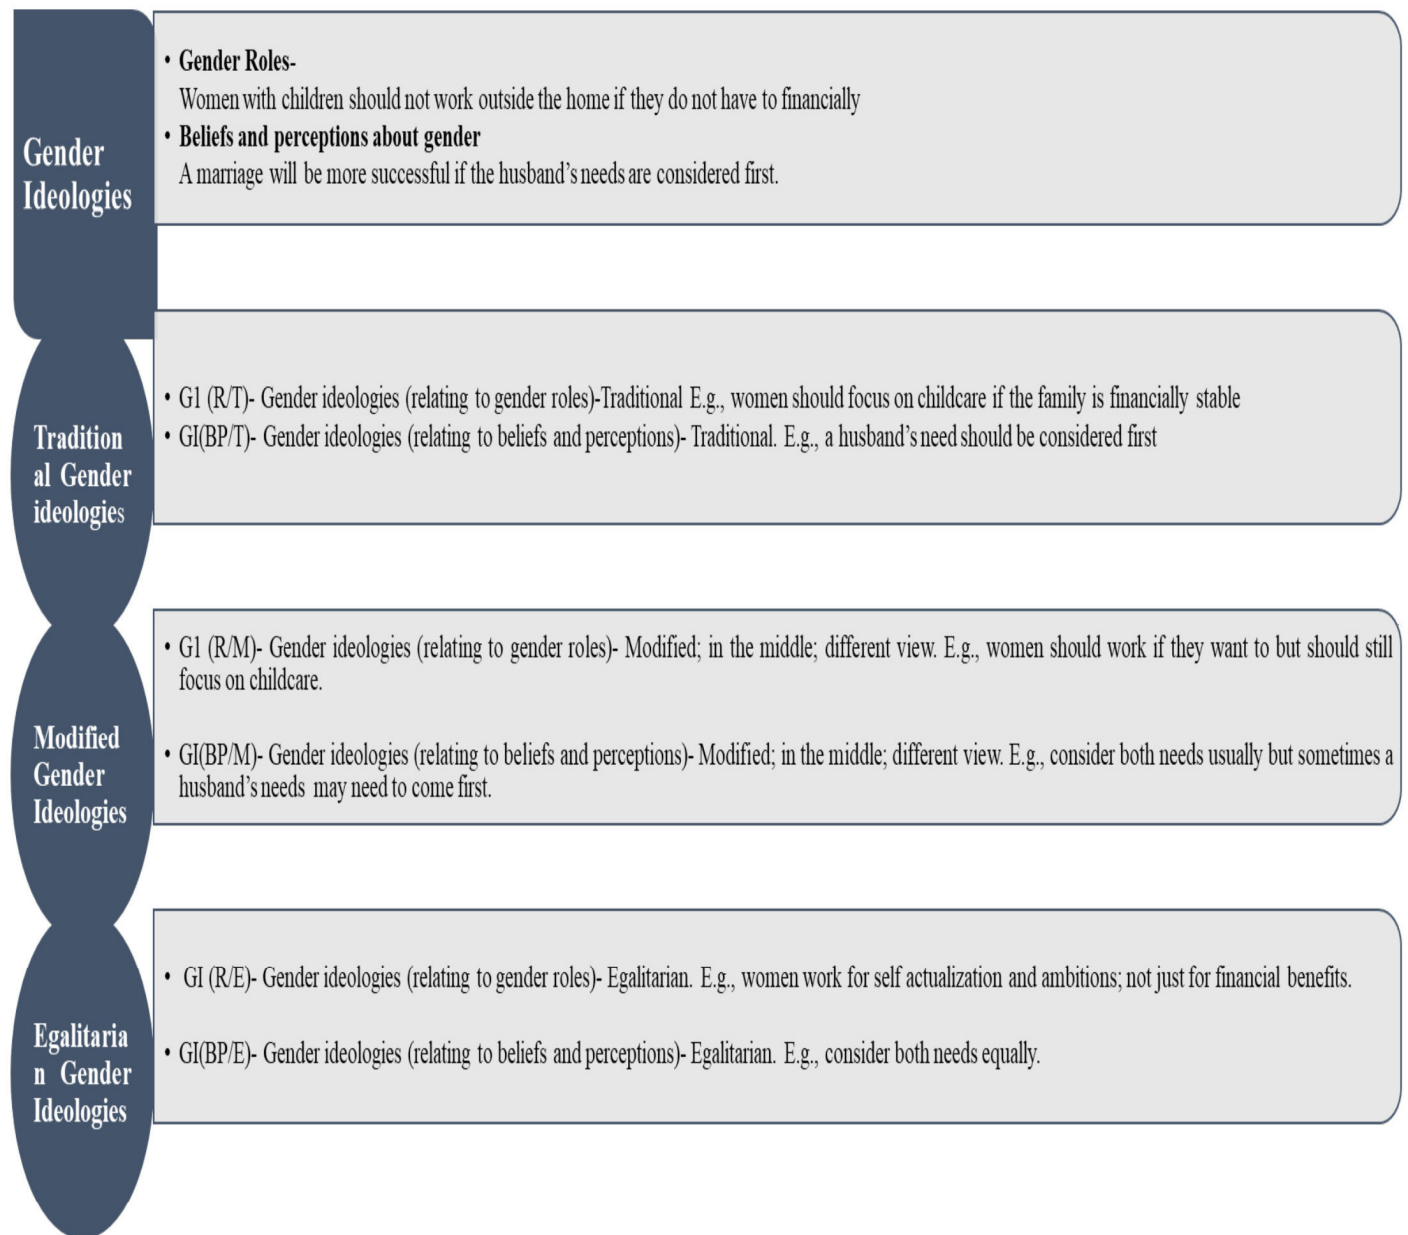 Gender
Ideologies
• Gender Roles-
Women with children should not work outside the home if they do not have to financially
• Beliefs and perceptions about gender
A marriage will be more successful if the husband’s needs are considered first.
Tradition
al Gender
ideologies
• G1 (R/T)- Gender ideologies (relating to gender roles)-Traditional E.g., women should focus on childcare if the family is financially stable
• GI(BP/T)- Gender ideologies (relating to beliefs and perceptions)- Traditional. E.g., a husband’s need should be considered first
Modified
Gender
Ideologies
• G1 (R/M)- Gender ideologies (relating to gender roles)- Modified; in the middle; different view. E.g., women should work if they want to but should still
focus on childcare.
• GI(BP/M)- Gender ideologies (relating to beliefs and perceptions)- Modified; in the middle; different view. E.g., consider both needs usually but sometimes a
husband’s needs may need to come first.
Egalitaria
n Gender
Ideologies
• GI (R/E)- Gender ideologies (relating to gender roles)- Egalitarian. E.g., women work for self actualization and ambitions; not just for financial benefits.
• GI(BP/E)- Gender ideologies (relating to beliefs and perceptions)- Egalitarian. E.g., consider both needs equally.